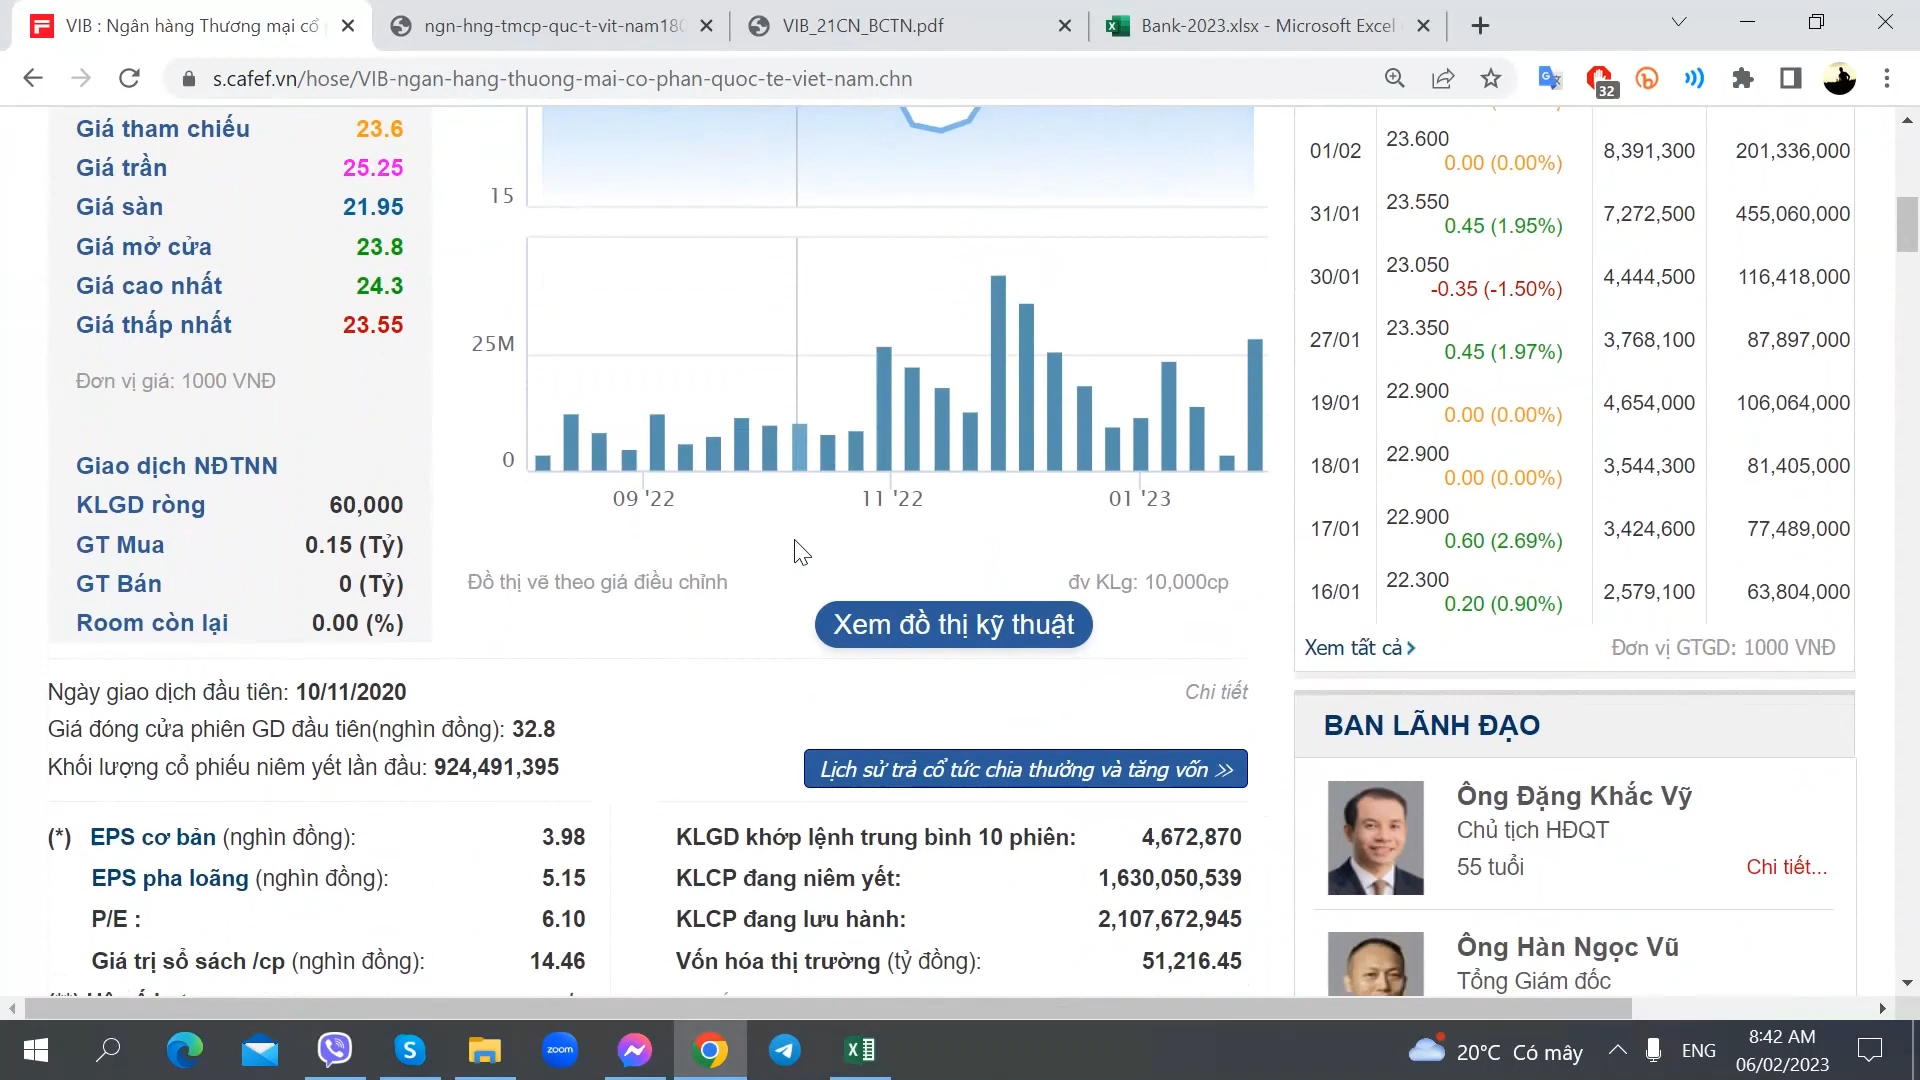 VIB : Ngân hàng Thương mại cổ
ngn-hng-tmcp-quc-t-vit-nam180
VIB_21CN_BCTN.pdf
Bank-2023.xlsx - Microsoft Excel
s.cafef.vn/hose/VIB-ngan-hang-thuong-mai-co-phan-quoc-te-viet-nam.chn
32
Giá tham chiếu 23.6
Giá trần 25.25
Giá sàn 21.95
Giá mở cửa 23.8
Giá cao nhất 24.3
Giá thấp nhất 23.55
Đơn vị giá: 1000 VNĐ
Giao dịch NĐTNN
KLGD ròng 60,000
GT Mua 0.15 (Tỷ)
GT Bán 0 (Tỷ)
Room còn lại 0.00 (%)
15
25M
0
09 '22 11 '22 01 '23
Đồ thị vẽ theo giá điều chỉnh đv KLg: 10,000cp
Xem đồ thị kỹ thuật
01/02 23.600 0.00 (0.00%) 8,391,300 201,336,000
31/01 23.550 0.45 (1.95%) 7,272,500 455,060,000
30/01 23.050 -0.35 (-1.50%) 4,444,500 116,418,000
27/01 23.350 0.45 (1.97%) 3,768,100 87,897,000
19/01 22.900 0.00 (0.00%) 4,654,000 106,064,000
18/01 22.900 0.00 (0.00%) 3,544,300 81,405,000
17/01 22.900 0.60 (2.69%) 3,424,600 77,489,000
16/01 22.300 0.20 (0.90%) 2,579,100 63,804,000
Xem tất cả Đơn vị GTGD: 1000 VNĐ
Ngày giao dịch đầu tiên: 10/11/2020 Chi tiết
Giá đóng cửa phiên GD đầu tiên(nghìn đồng): 32.8
Khối lượng cổ phiếu niêm yết lần đầu: 924,491,395
Lịch sử trả cổ tức chia thưởng và tăng vốn >>
(*) EPS cơ bản (nghìn đồng): 3.98
EPS pha loãng (nghìn đồng): 5.15
P/E : 6.10
Giá trị sổ sách /cp (nghìn đồng): 14.46
KLGD khớp lệnh trung bình 10 phiên: 4,672,870
KLCP đang niêm yết: 1,630,050,539
KLCP đang lưu hành: 2,107,672,945
Vốn hóa thị trường (tỷ đồng): 51,216.45
BAN LÃNH ĐẠO
Ông Đặng Khắc Vỹ
Chủ tịch HĐQT
55 tuổi Chi tiết...
Ông Hàn Ngọc Vũ
Tổng Giám đốc
zoom
20°C Có mây
ENG
8:42 AM
06/02/2023